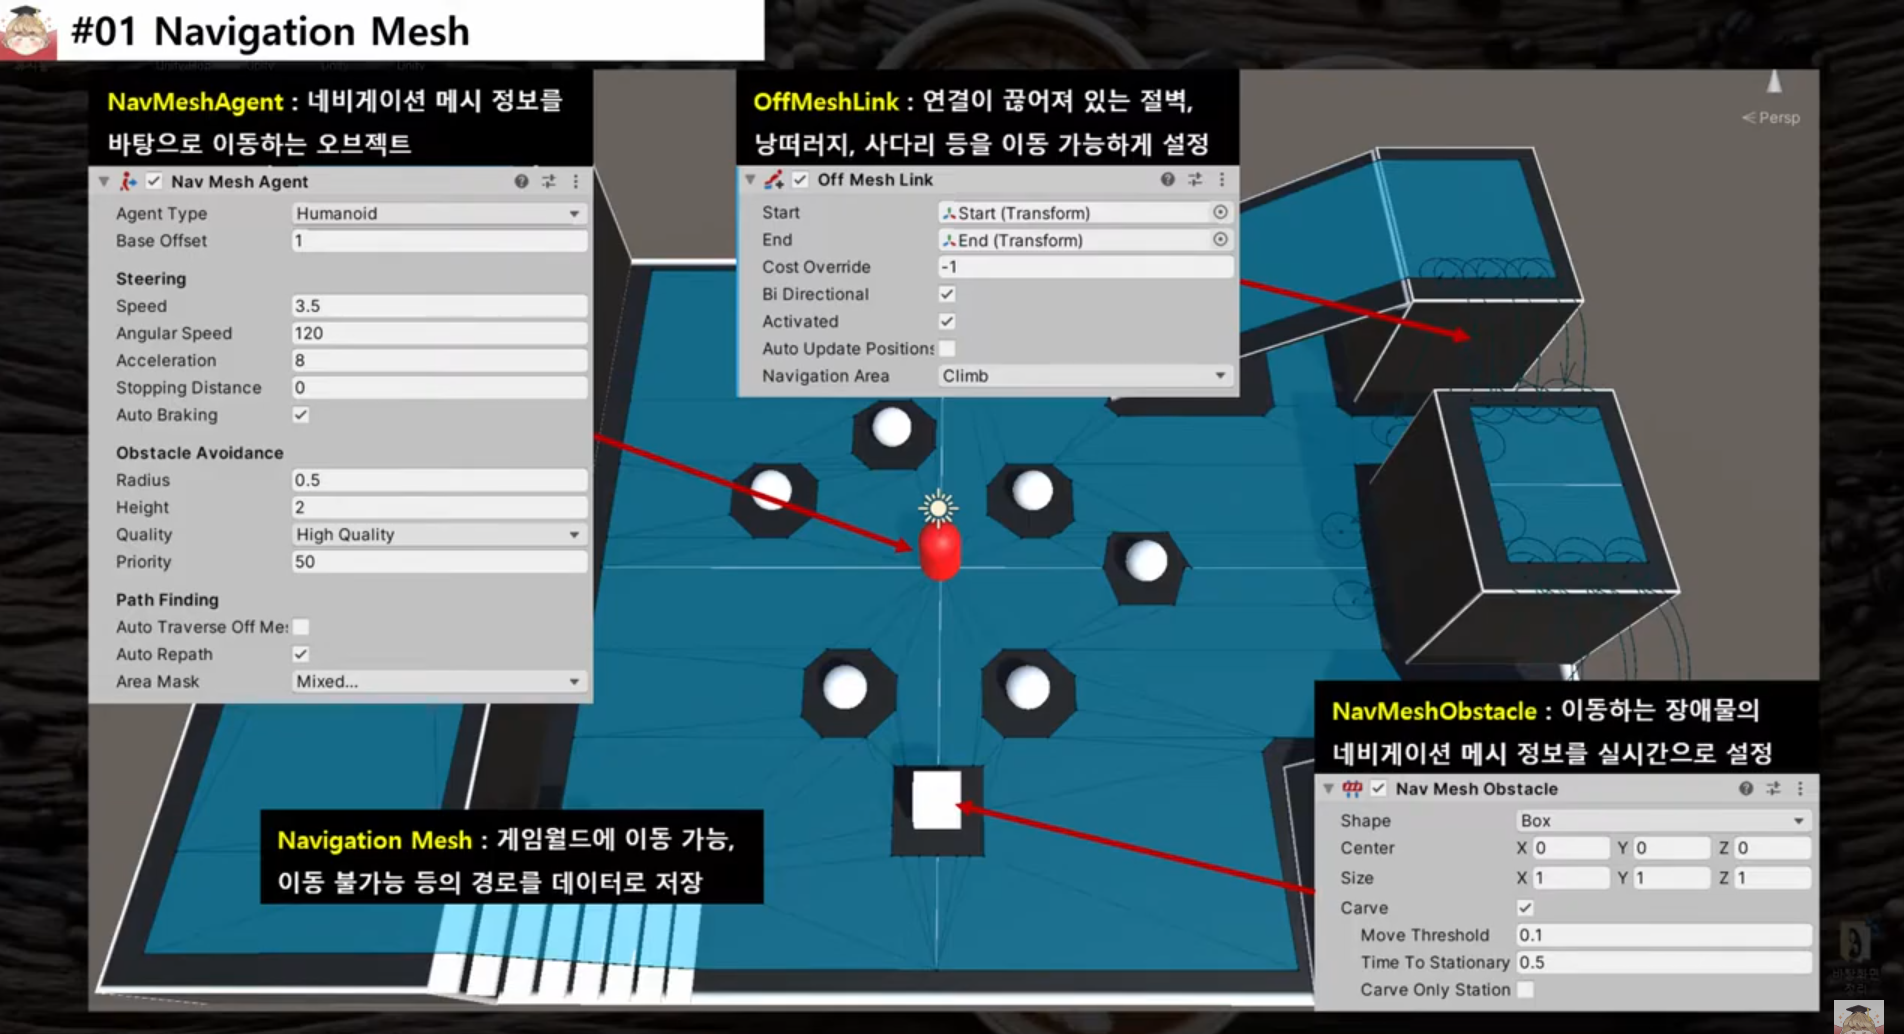 #01 Navigation Mesh
NavMeshAgent : 네비게이션 메시 정보를
바탕으로 이동하는 오브젝트
Nav Mesh Agent
Agent Type Humanoid
Base Offset 1
Steering
Speed 3.5
Angular Speed 120
Acceleration 8
Stopping Distance 0
Auto Braking
Obstacle Avoidance
Radius 0.5
Height 2
Quality High Quality
Priority 50
Path Finding
Auto Traverse Off Me
Auto Repath
Area Mask Mixed...
OffMeshLink : 연결이 끊어져 있는 절벽,
낭떠러지, 사다리 등을 이동 가능하게 설정
Off Mesh Link
Start Start (Transform)
End End (Transform)
Cost Override -1
Bi Directional
Activated
Auto Update Positions
Navigation Area Climb
Persp
Navigation Mesh : 게임월드에 이동 가능,
이동 불가능 등의 경로를 데이터로 저장
NavMeshObstacle : 이동하는 장애물의
네비게이션 메시 정보를 실시간으로 설정
Nav Mesh Obstacle
Shape Box
Center X 0 Y 0 Z 0
Size X 1 Y 1 Z 1
Carve
Move Threshold 0.1
Time To Stationary 0.5
Carve Only Station